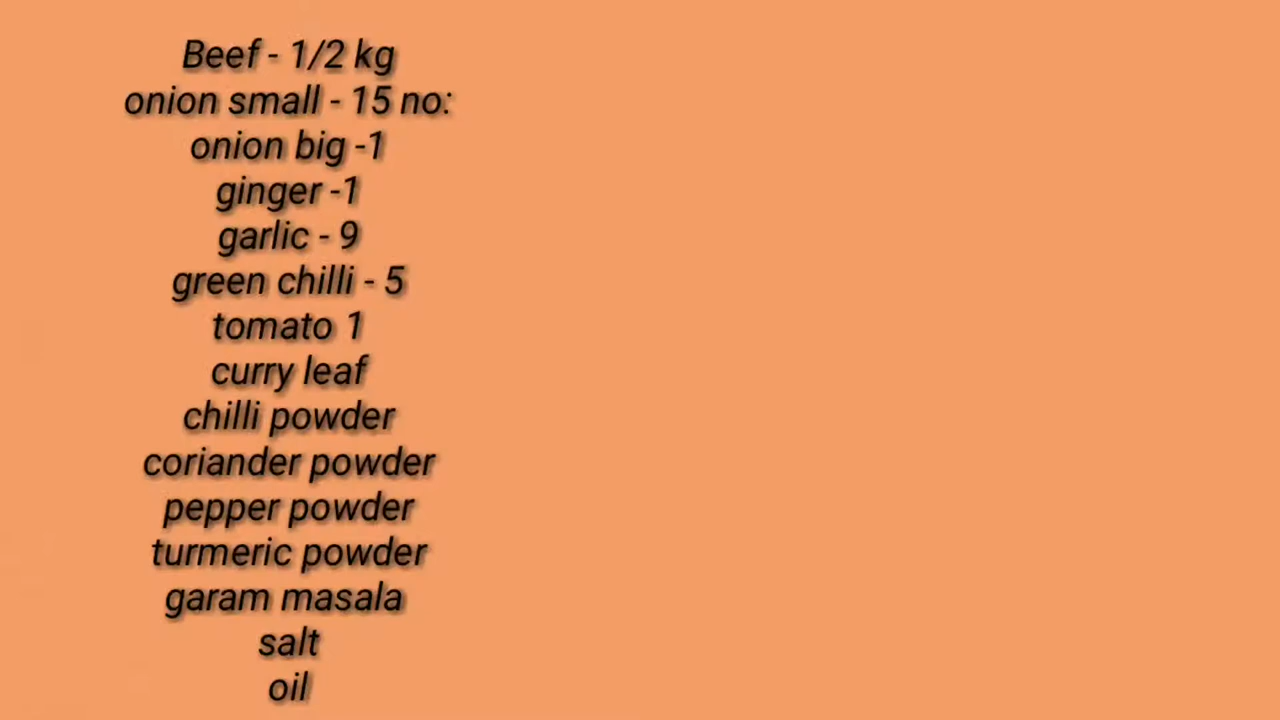 Beef - 1/2 kg
onion small - 15 no:
onion big -1
ginger -1
garlic - 9
green chilli - 5
tomato 1
curry leaf
chilli powder
coriander powder
pepper powder
turmeric powder
garam masala
salt
oil